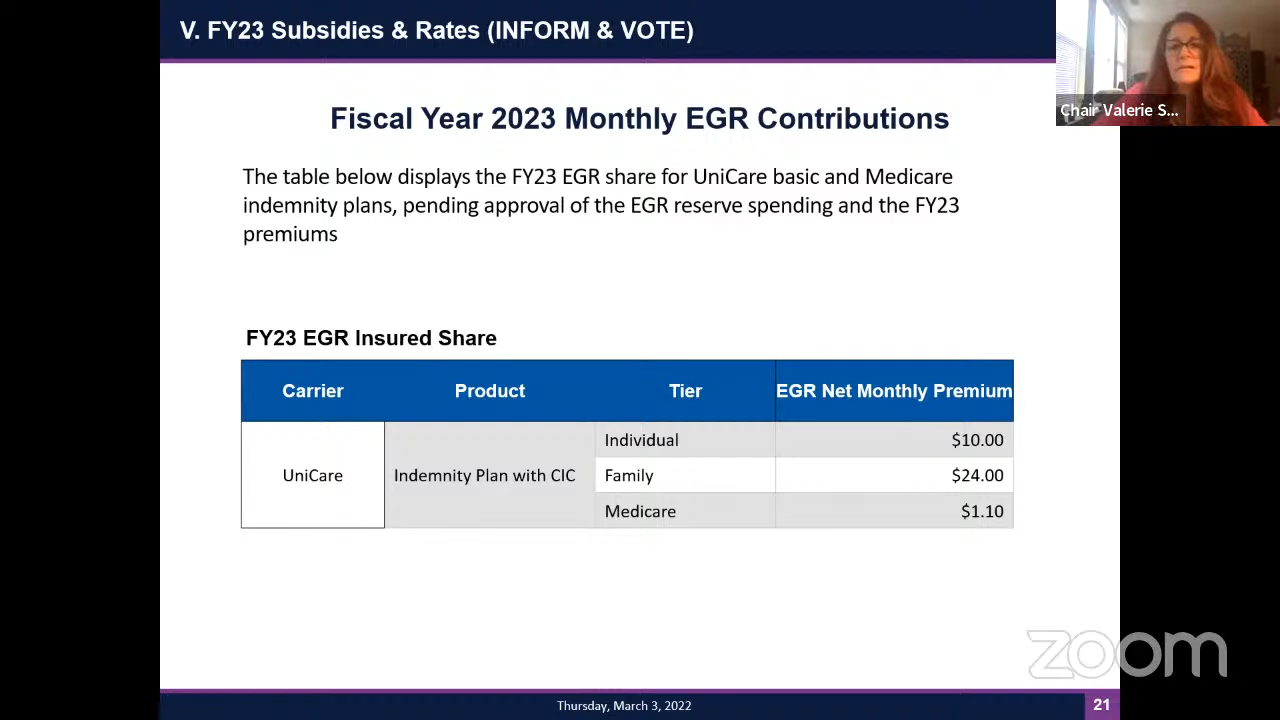 V. FY23 Subsidies & Rates (INFORM & VOTE)
Chair Valerie S...
Fiscal Year 2023 Monthly EGR Contributions
The table below displays the FY23 EGR share for UniCare basic and Medicare
indemnity plans, pending approval of the EGR reserve spending and the FY23
premiums
FY23 EGR Insured Share
Carrier Product Tier EGR Net Monthly Premium
UniCare Indemnity Plan with CIC
Individual $10.00
Family $24.00
Medicare $1.10
zoom
Thursday, March 3, 2022
21